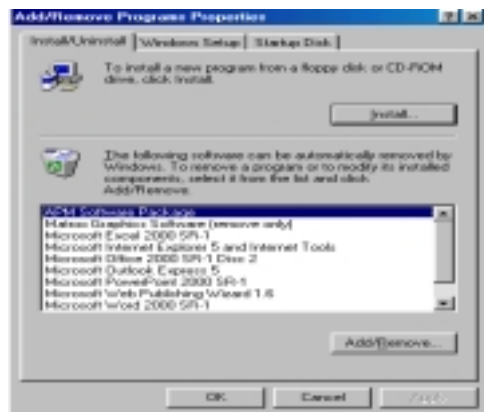 Add/Remove Programs Properties
Install/Uninstall Windows Setup Startup Disk
To install a new program from a floppy disk or CD-ROM
drive, click Install.
Install...
The following software can be automatically removed by
Windows. To remove a program or to modify its installed
components, select it from the list and click
Add/Remove.
APM Software Package
Matrox Graphics Software (remove only)
Microsoft Excel 2000 SR-1
Microsoft Internet Explorer 5 and Internet Tools
Microsoft Office 2000 SR-1 Disc 2
Microsoft Outlook Express 5
Microsoft PowerPoint 2000 SR-1
Microsoft Web Publishing Wizard 1.6
Microsoft Word 2000 SR-1
Add/Remove...
OK Cancel Apply